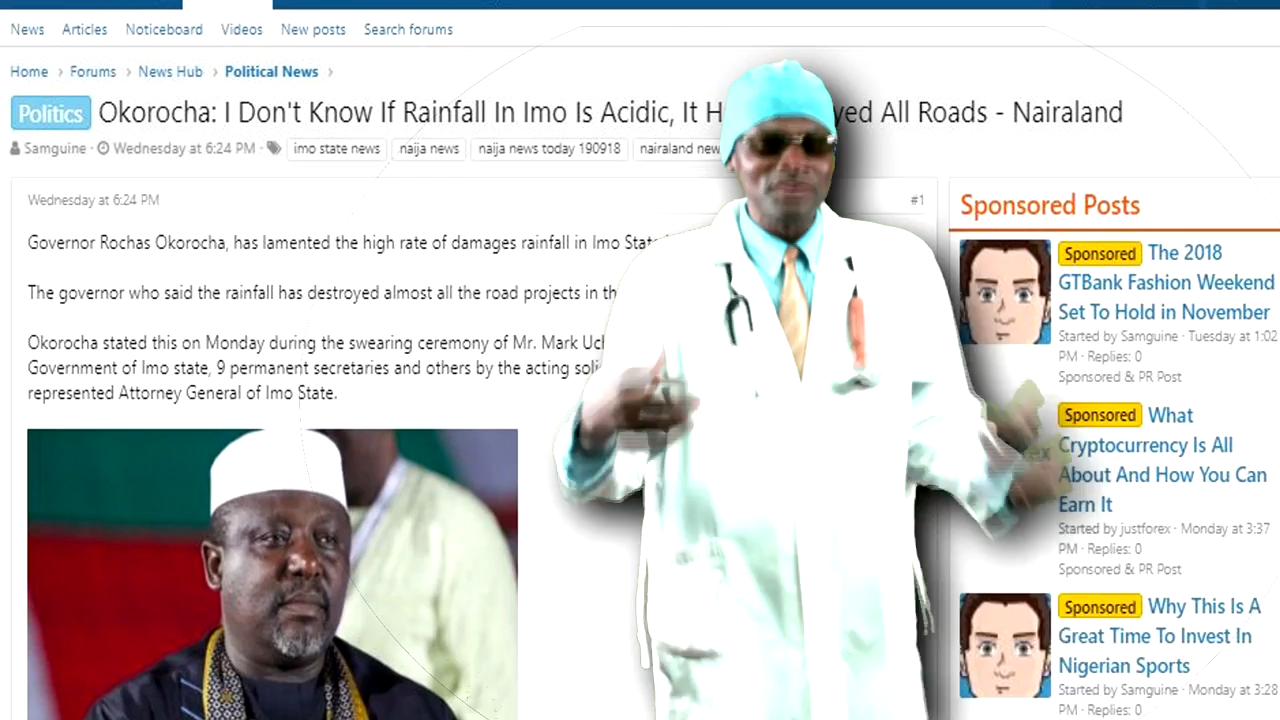 News Articles Noticeboard Videos New posts Search forums
Home › Forums › News Hub › Political News ›
Politics Okorocha: I Don't Know If Rainfall In Imo Is Acidic, It H yed All Roads - Nairaland
Samguine · Wednesday at 6:24 PM · imo state news naija news naija news today 190918 nairaland new
Wednesday at 6:24 PM #1
Governor Rochas Okorocha, has lamented the high rate of damages rainfall in Imo Stat
The governor who said the rainfall has destroyed almost all the road projects in th
Okorocha stated this on Monday during the swearing ceremony of Mr. Mark Uch
Government of Imo state, 9 permanent secretaries and others by the acting soli
represented Attorney General of Imo State.
Sponsored Posts
Sponsored The 2018
GTBank Fashion Weekend
Set To Hold in November
Started by Samguine · Tuesday at 1:02
PM · Replies: 0
Sponsored & PR Post
Sponsored What
Cryptocurrency Is All
About And How You Can
Earn It
Started by justforex · Monday at 3:37
PM · Replies: 0
Sponsored & PR Post
Sponsored Why This Is A
Great Time To Invest In
Nigerian Sports
Started by Samguine · Monday at 3:28
PM · Replies: 0